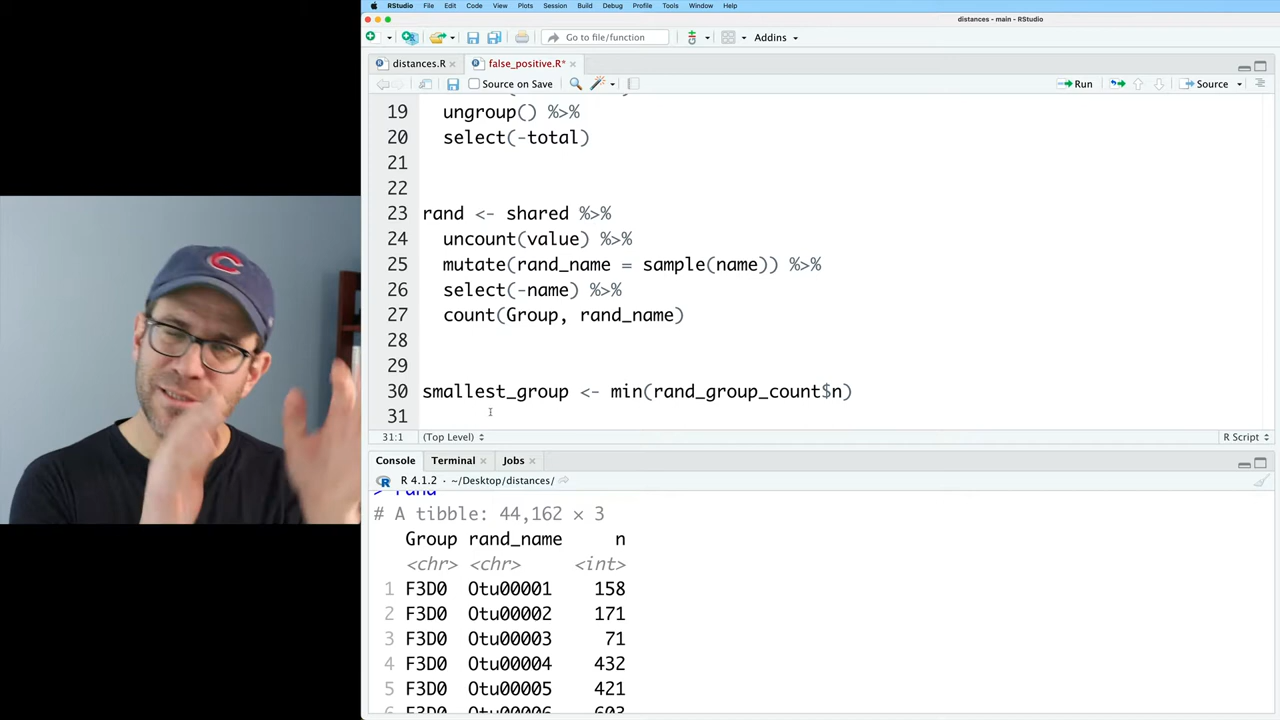 RStudio File Edit Code View Plots Session Build Debug Profile Tools Window Help
distances - main - RStudio
Go to file/function Addins
distances.R false_positive.R*
Source on Save Run Source
19 ungroup() %>%
20 select(-total)
21
22
23 rand <- shared %>%
24 uncount(value) %>%
25 mutate(rand_name = sample(name)) %>%
26 select(-name) %>%
27 count(Group, rand_name)
28
29
30 smallest_group <- min(rand_group_count$n)
31
31:1 (Top Level) R Script
Console Terminal Jobs
R 4.1.2 · ~/Desktop/distances/
> rand
# A tibble: 44,162 × 3
Group rand_name n
<chr> <chr> <int>
1 F3D0 Otu00001 158
2 F3D0 Otu00002 171
3 F3D0 Otu00003 71
4 F3D0 Otu00004 432
5 F3D0 Otu00005 421
6 F3D0 Otu00006 603